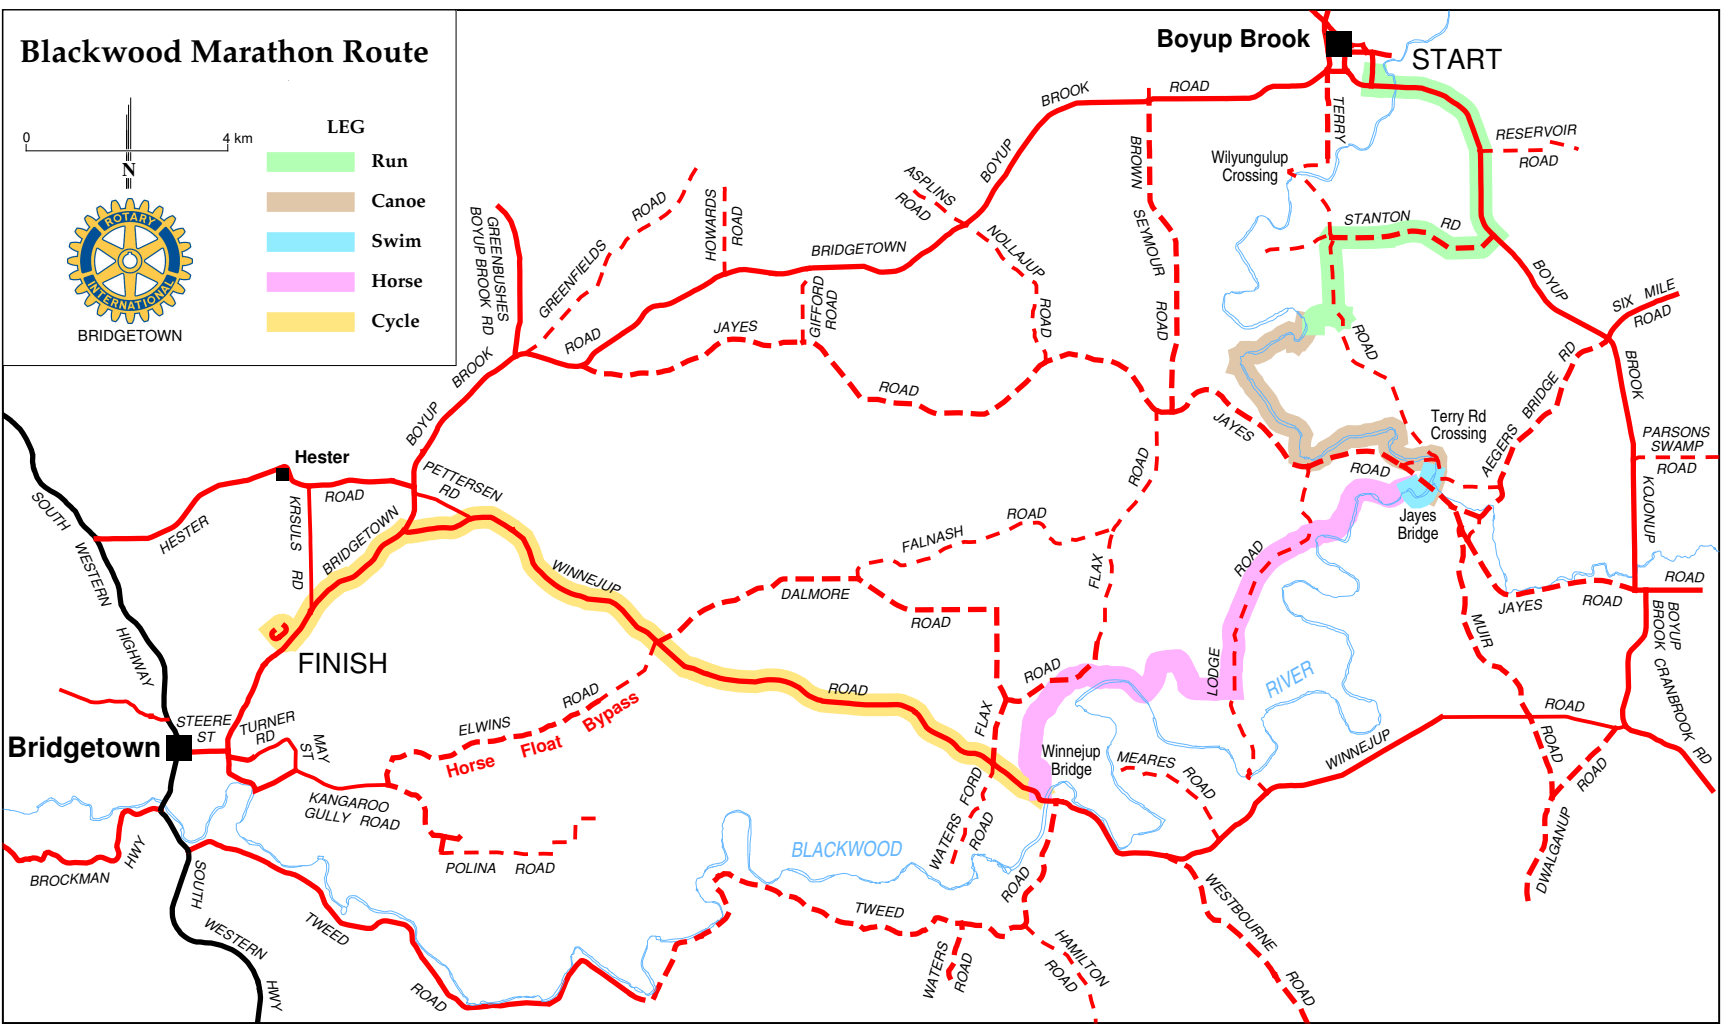 Blackwood Marathon Route
0
4 km
N
ROTARY
INTERNATIONAL
BRIDGETOWN
LEG
Run
Canoe
Swim
Horse
Cycle
Boyup Brook
START
BROOK
ROAD
TERRY
RESERVOIR
ROAD
Wilyungulup
Crossing
BROWN
SEYMOUR
ROAD
BOYUP
ASPLINS
ROAD
NOLLAJUP
ROAD
STANTON
RD
BOYUP
SIX MILE
ROAD
GREENBUSHES
BOYUP BROOK RD
GREENFIELDS
ROAD
HOWARDS
ROAD
BRIDGETOWN
GIFFORD
ROAD
JAYES
ROAD
ROAD
BROOK
BOYUP
ROAD
BROOK
AEGERS
BRIDGE
RD
JAYES
ROAD
Terry Rd
Crossing
PARSONS
SWAMP
ROAD
KOJONUP
Jayes
Bridge
Hester
ROAD
HESTER
KRSULS
RD
PETTERSEN
RD
BRIDGETOWN
SOUTH
WESTERN
HIGHWAY
WINNEJUP
FALNASH
ROAD
ROAD
FLAX
DALMORE
ROAD
ROAD
LODGE
RIVER
MUIR
JAYES
ROAD
ROAD
BOYUP
BROOK
CRANBROOK
RD
FINISH
ROAD
FLAX
ROAD
ELWINS
ROAD
Horse Float Bypass
Bridgetown
STEERE
ST
TURNER
RD
MAY
ST
KANGAROO
GULLY ROAD
POLINA
ROAD
Winnejup
Bridge
MEARES
ROAD
WINNEJUP
ROAD
ROAD
DWALGANUP
ROAD
WATERS
FORD
ROAD
BLACKWOOD
ROAD
BROCKMAN
HWY
SOUTH
WESTERN
HWY
TWEED
ROAD
TWEED
WATERS
ROAD
HAMILTON
ROAD
WESTBOURNE
ROAD